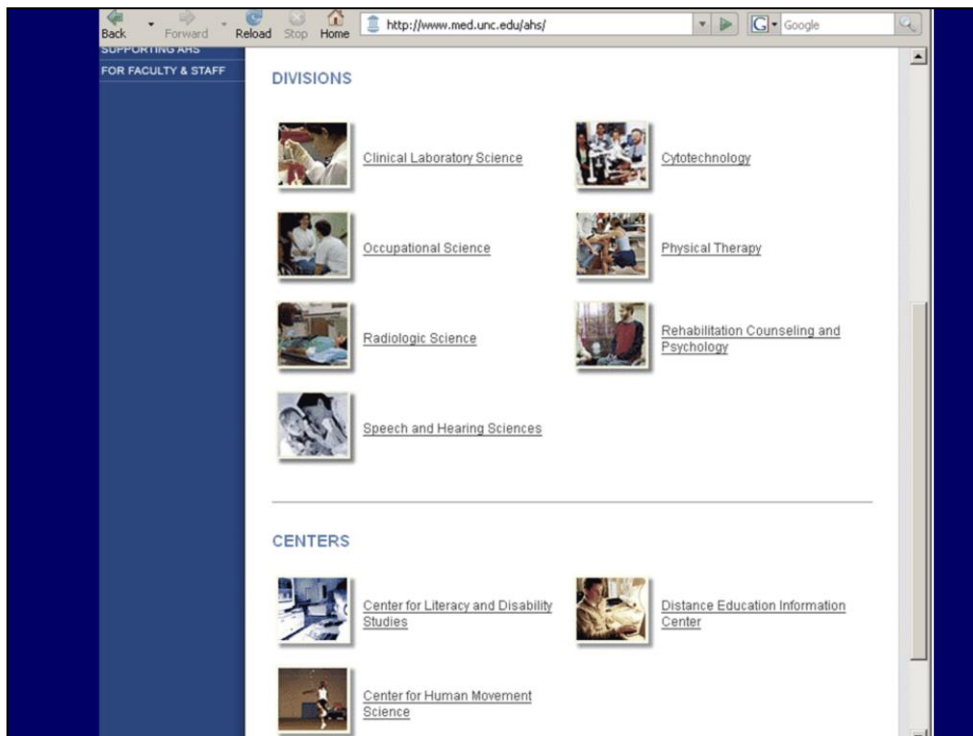 Back
Forward
Reload
Stop
Home
http://www.med.unc.edu/ahs/
G
Google
SUPPORTING AHS
FOR FACULTY & STAFF
DIVISIONS
Clinical Laboratory Science
Cytotechnology
Occupational Science
Physical Therapy
Radiologic Science
Rehabilitation Counseling and
Psychology
Speech and Hearing Sciences
CENTERS
Center for Literacy and Disability
Studies
Distance Education Information
Center
Center for Human Movement
Science